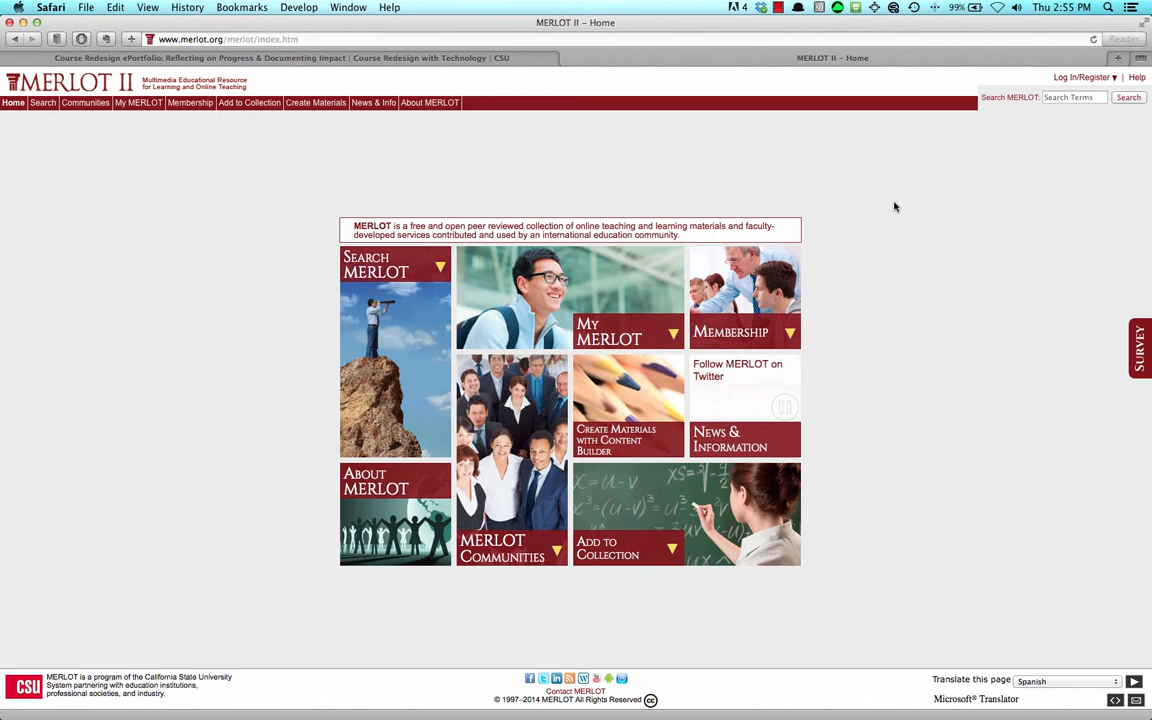 Safari File Edit View History Bookmarks Develop Window Help
4 99% Thu 2:55 PM
MERLOT II – Home
www.merlot.org/merlot/index.htm
Reader
Course Redesign ePortfolio: Reflecting on Progress & Documenting Impact | Course Redesign with Technology | CSU
MERLOT II – Home
MERLOT II
Multimedia Educational Resource
for Learning and Online Teaching
Log In/Register | Help
Home Search Communities My MERLOT Membership Add to Collection Create Materials News & Info About MERLOT
Search MERLOT: Search Terms Search
MERLOT is a free and open peer reviewed collection of online teaching and learning materials and faculty-
developed services contributed and used by an international education community.
Search
MERLOT
My
MERLOT
Membership
Follow MERLOT on
Twitter
Create Materials
with Content
Builder
News &
Information
About
MERLOT
MERLOT
Communities
Add to
Collection
SURVEY
CSU
MERLOT is a program of the California State University
System partnering with education institutions,
professional societies, and industry.
Contact MERLOT
© 1997–2014 MERLOT All Rights Reserved
Translate this page Spanish
Microsoft® Translator